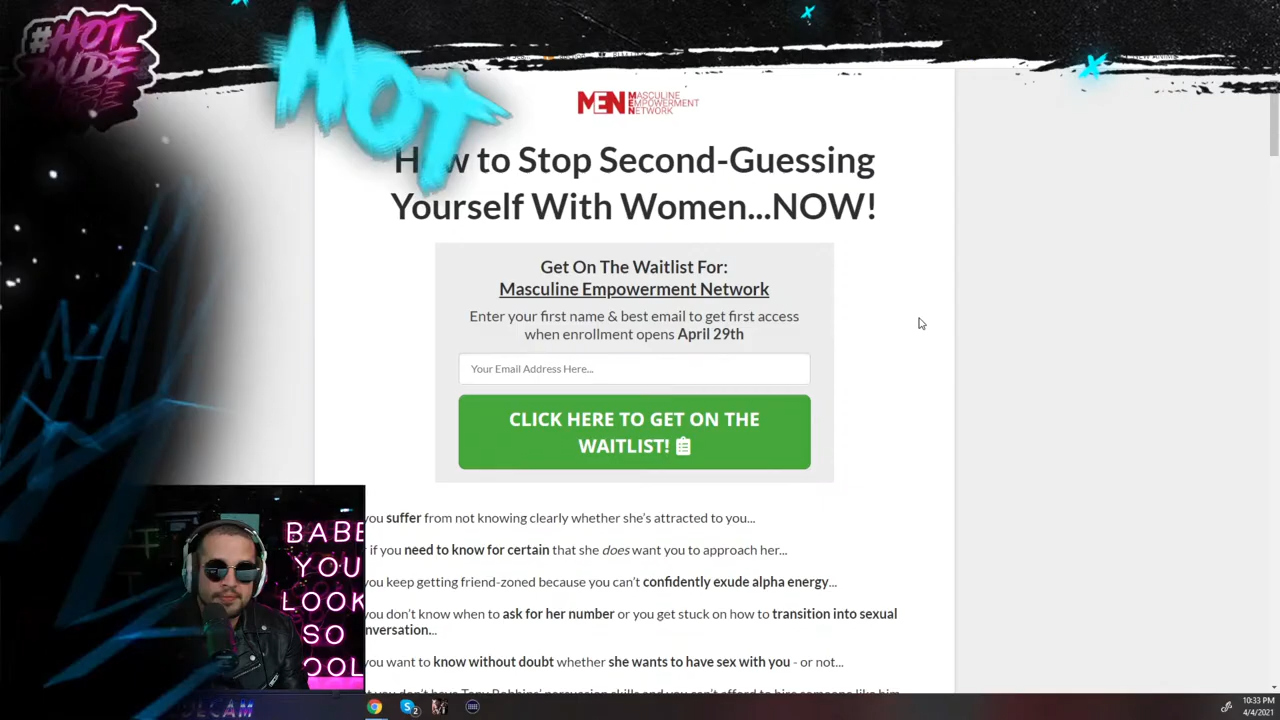 #HOT
DUDE
HOT
MEN MASCULINE
EMPOWERMENT
NETWORK
to Stop Second-Guessing
Yourself With Women...NOW!
Get On The Waitlist For:
Masculine Empowerment Network
Enter your first name & best email to get first access
when enrollment opens April 29th
Your Email Address Here...
CLICK HERE TO GET ON THE
WAITLIST!
you suffer from not knowing clearly whether she's attracted to you...
if you need to know for certain that she does want you to approach her...
you keep getting friend-zoned because you can't confidently exude alpha energy...
you don't know when to ask for her number or you get stuck on how to transition into sexual
nversation...
you want to know without doubt whether she wants to have sex with you - or not...
BABE
YOU
LOOK
SO
OOL
2
10:33 PM
4/4/2021